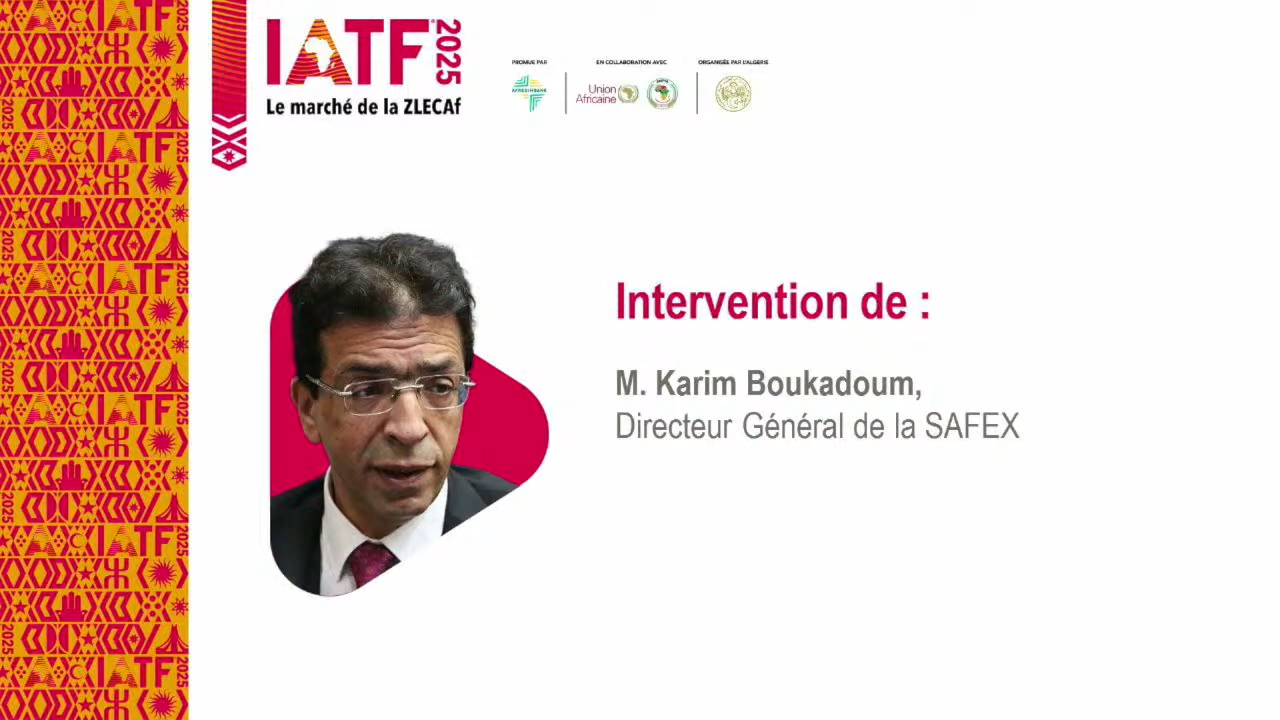 IATF 2025
Le marché de la ZLECAf
PROMUE PAR
AFREXIMBANK
EN COLLABORATION AVEC
Union
Africaine
ORGANISÉE PAR L'ALGERIE
Intervention de :
M. Karim Boukadoum,
Directeur Général de la SAFEX